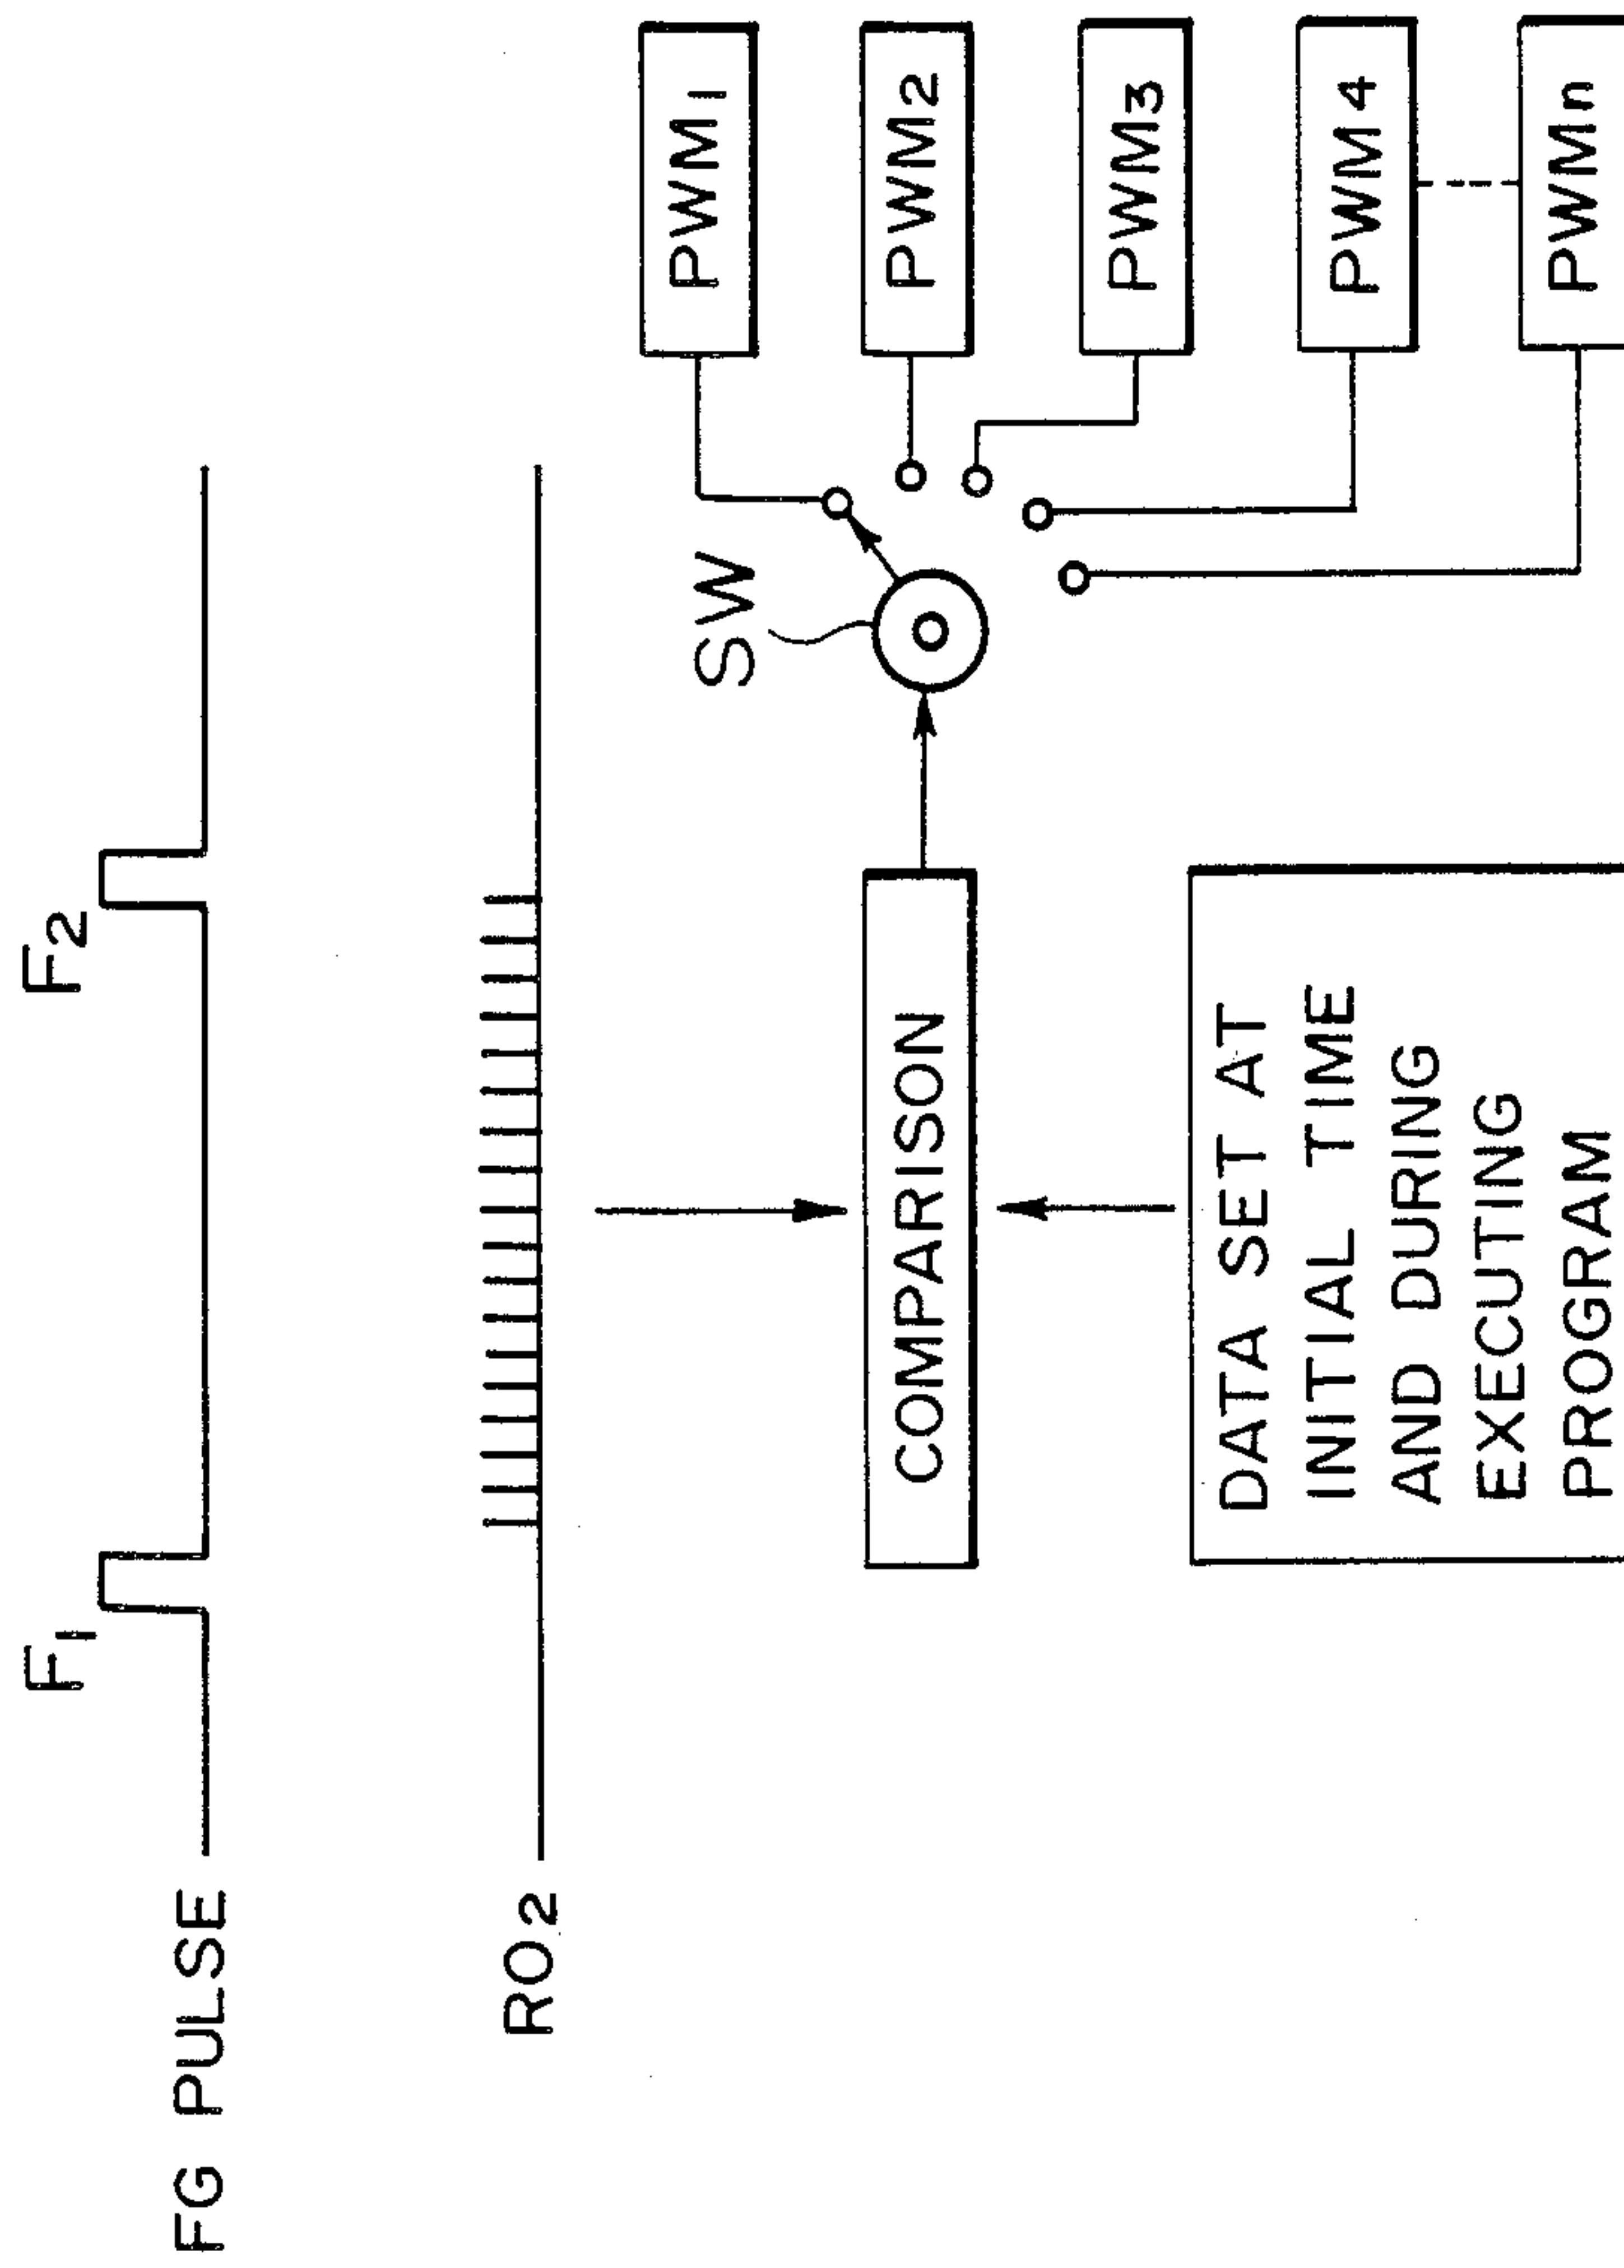 F₁
F₂
FG PULSE
RO₂
SW
PWM₁
PWM₂
PWM₃
PWM₄
PWMn
COMPARISON
DATA SET AT
INITIAL TIME
AND DURING
EXECUTING
PROGRAM